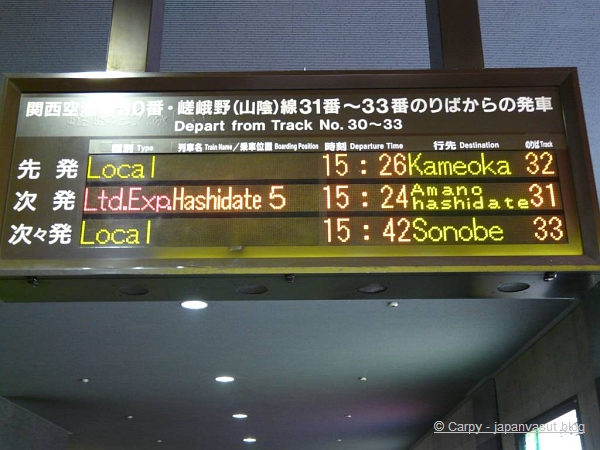 関西空港線30番・嵯峨野(山陰)線31番～33番のりばからの発車
Depart from Track No. 30～33
種別 Type 列車名 Train Name／乗車位置 Boarding Position 時刻 Departure Time 行先 Destination のりば Track
先発 Local 15:26 Kameoka 32
次発 Ltd.Exp. Hashidate 5 15:24 Amanohashidate 31
次々発 Local 15:42 Sonobe 33
© Carpy - japanvasut.blog